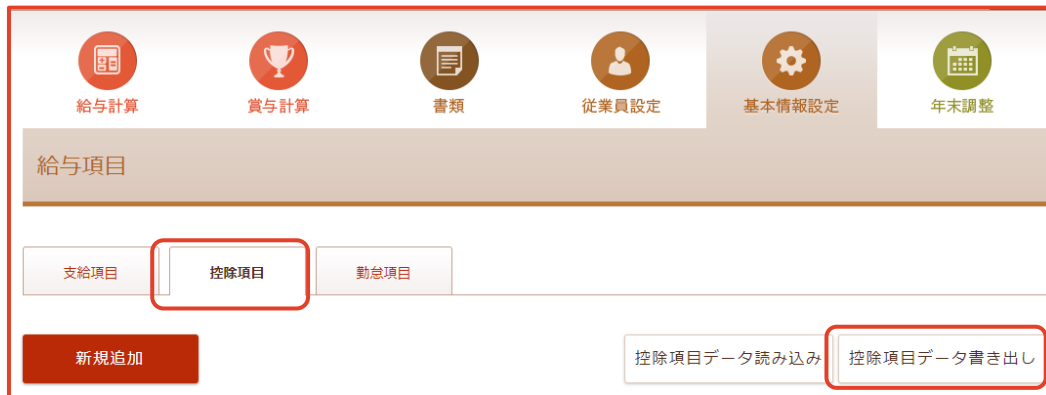 給与計算 賞与計算 書類 従業員設定 基本情報設定 年末調整
給与項目
支給項目 控除項目 勤怠項目
新規追加 控除項目データ読み込み 控除項目データ書き出し